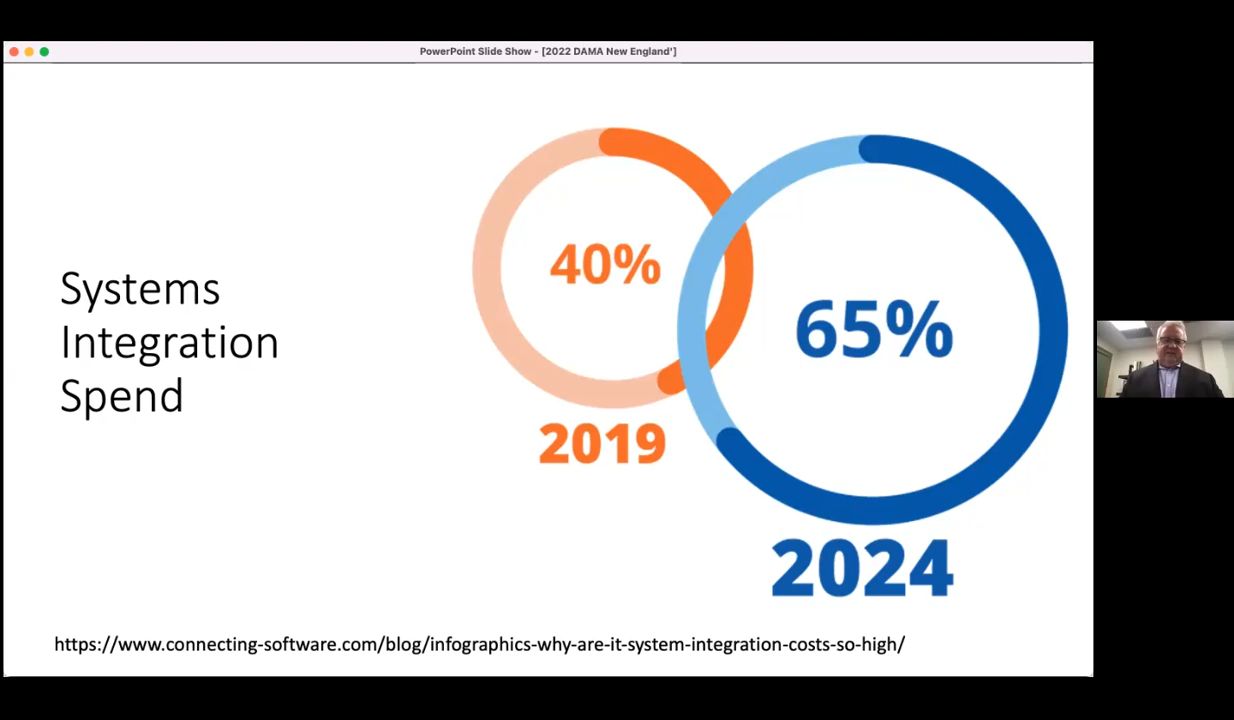 PowerPoint Slide Show - [2022 DAMA New England']
Systems
Integration
Spend
40%
2019
65%
2024
https://www.connecting-software.com/blog/infographics-why-are-it-system-integration-costs-so-high/